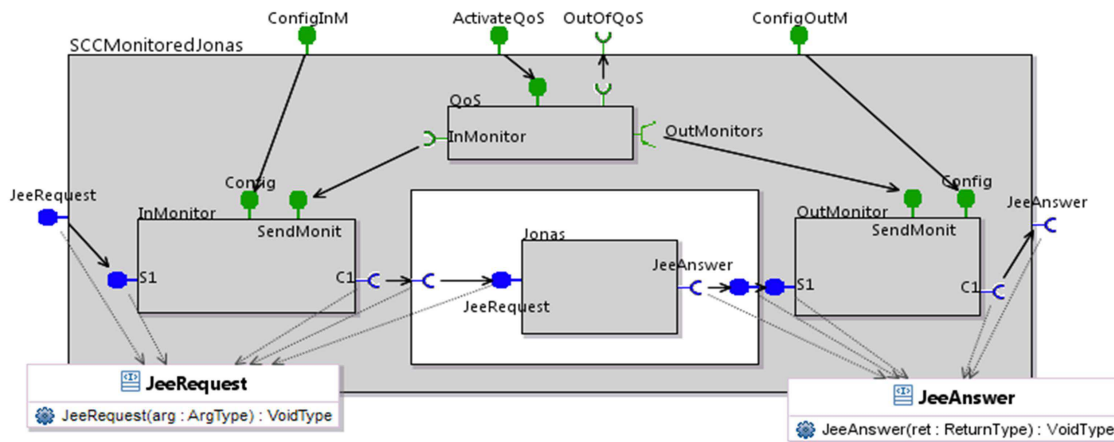 ConfigInM
ActivateQoS
OutOfQoS
ConfigOutM
SCCMonitoredJonas
QoS
InMonitor
OutMonitors
JeeRequest
Config
InMonitor
SendMonit
S1
C1
Jonas
JeeAnswer
JeeRequest
Config
OutMonitor
SendMonit
S1
C1
JeeAnswer
JeeRequest
JeeRequest(arg : ArgType) : VoidType
JeeAnswer
JeeAnswer(ret : ReturnType) : VoidType